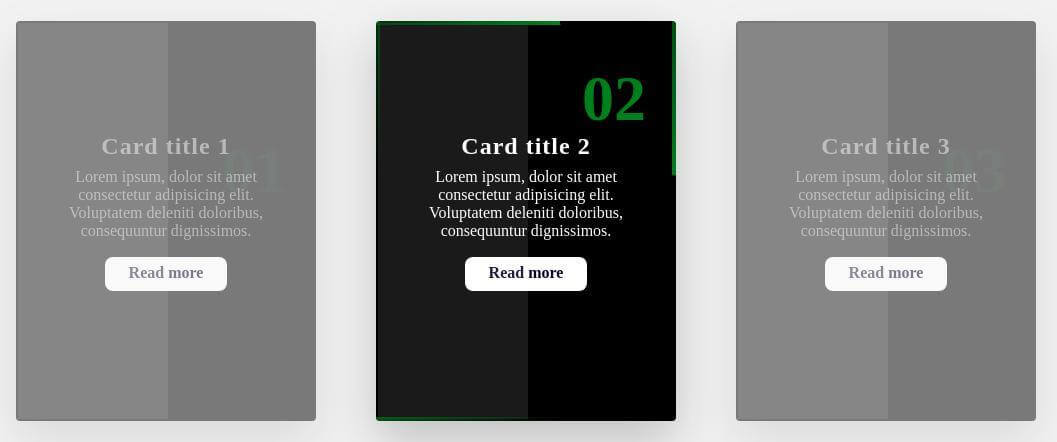 Card title 1
01
Lorem ipsum, dolor sit amet
consectetur adipisicing elit.
Voluptatem deleniti doloribus,
consequuntur dignissimos.
Read more
02
Card title 2
Lorem ipsum, dolor sit amet
consectetur adipisicing elit.
Voluptatem deleniti doloribus,
consequuntur dignissimos.
Read more
Card title 3
03
Lorem ipsum, dolor sit amet
consectetur adipisicing elit.
Voluptatem deleniti doloribus,
consequuntur dignissimos.
Read more